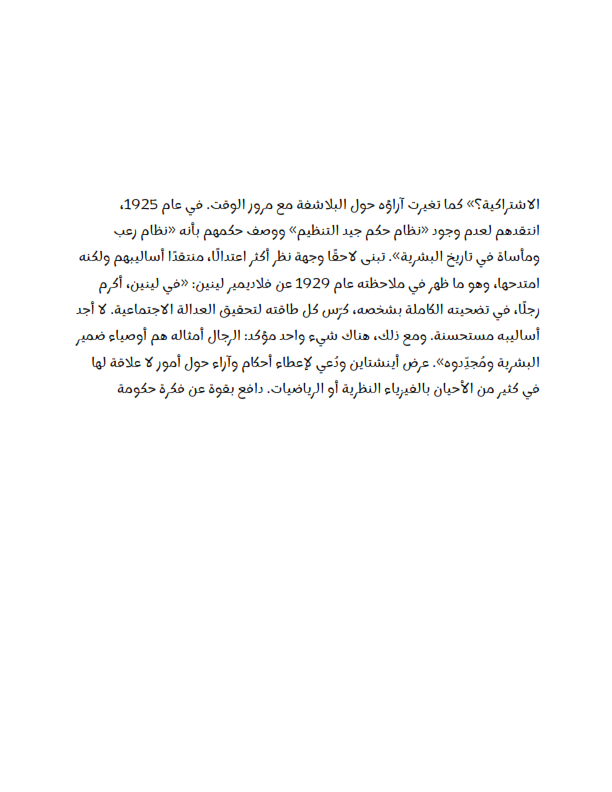 الاشتراكية؟» كما تغيرت آراؤه حول البلاشفة مع مرور الوقت. في عام 1925،
انتقدهم لعدم وجود «نظام حكم جيد التنظيم» ووصف حكمهم بأنه «نظام رعب
ومأساة في تاريخ البشرية». تبنى لاحقًا وجهة نظر أكثر اعتدالًا، منتقدًا أساليبهم ولكنه
امتدحها، وهو ما ظهر في ملاحظته عام 1929 عن فلاديمير لينين: «في لينين، أكرم
رجلًا، في تضحيته الكاملة بشخصه، كرّس كل طاقته لتحقيق العدالة الاجتماعية. لا أجد
أساليبه مستحسنة. ومع ذلك، هناك شيء واحد مؤكد: الرجال أمثاله هم أوصياء ضمير
البشرية ومُجدِّدوه». عرض أينشتاين ودُعي لإعطاء أحكام وآراء حول أمور لا علاقة لها
في كثير من الأحيان بالفيزياء النظرية أو الرياضيات. دافع بقوة عن فكرة حكومة